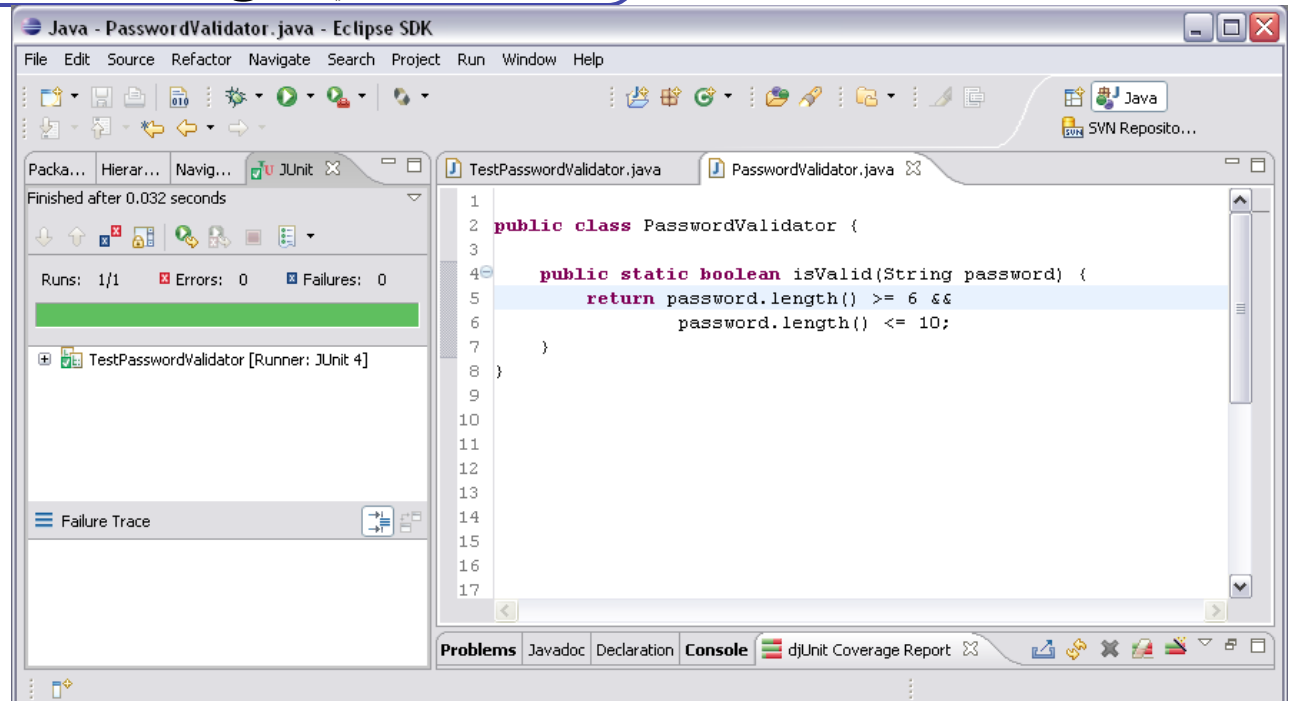 Java - PasswordValidator.java - Eclipse SDK
File Edit Source Refactor Navigate Search Project Run Window Help
Java
SVN Reposito...
Packa... Hierar... Navig... JUnit
TestPasswordValidator.java PasswordValidator.java
Finished after 0.032 seconds
Runs: 1/1 Errors: 0 Failures: 0
TestPasswordValidator [Runner: JUnit 4]
Failure Trace
1
2 public class PasswordValidator {
3
4 public static boolean isValid(String password) {
5 return password.length() >= 6 &&
6 password.length() <= 10;
7 }
8 }
9
10
11
12
13
14
15
16
17
Problems Javadoc Declaration Console djUnit Coverage Report